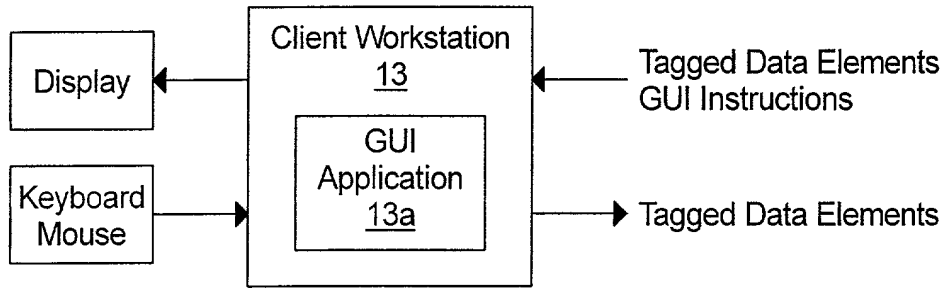 Display
Keyboard
Mouse
Client Workstation
13
GUI
Application
13a
Tagged Data Elements
GUI Instructions
Tagged Data Elements